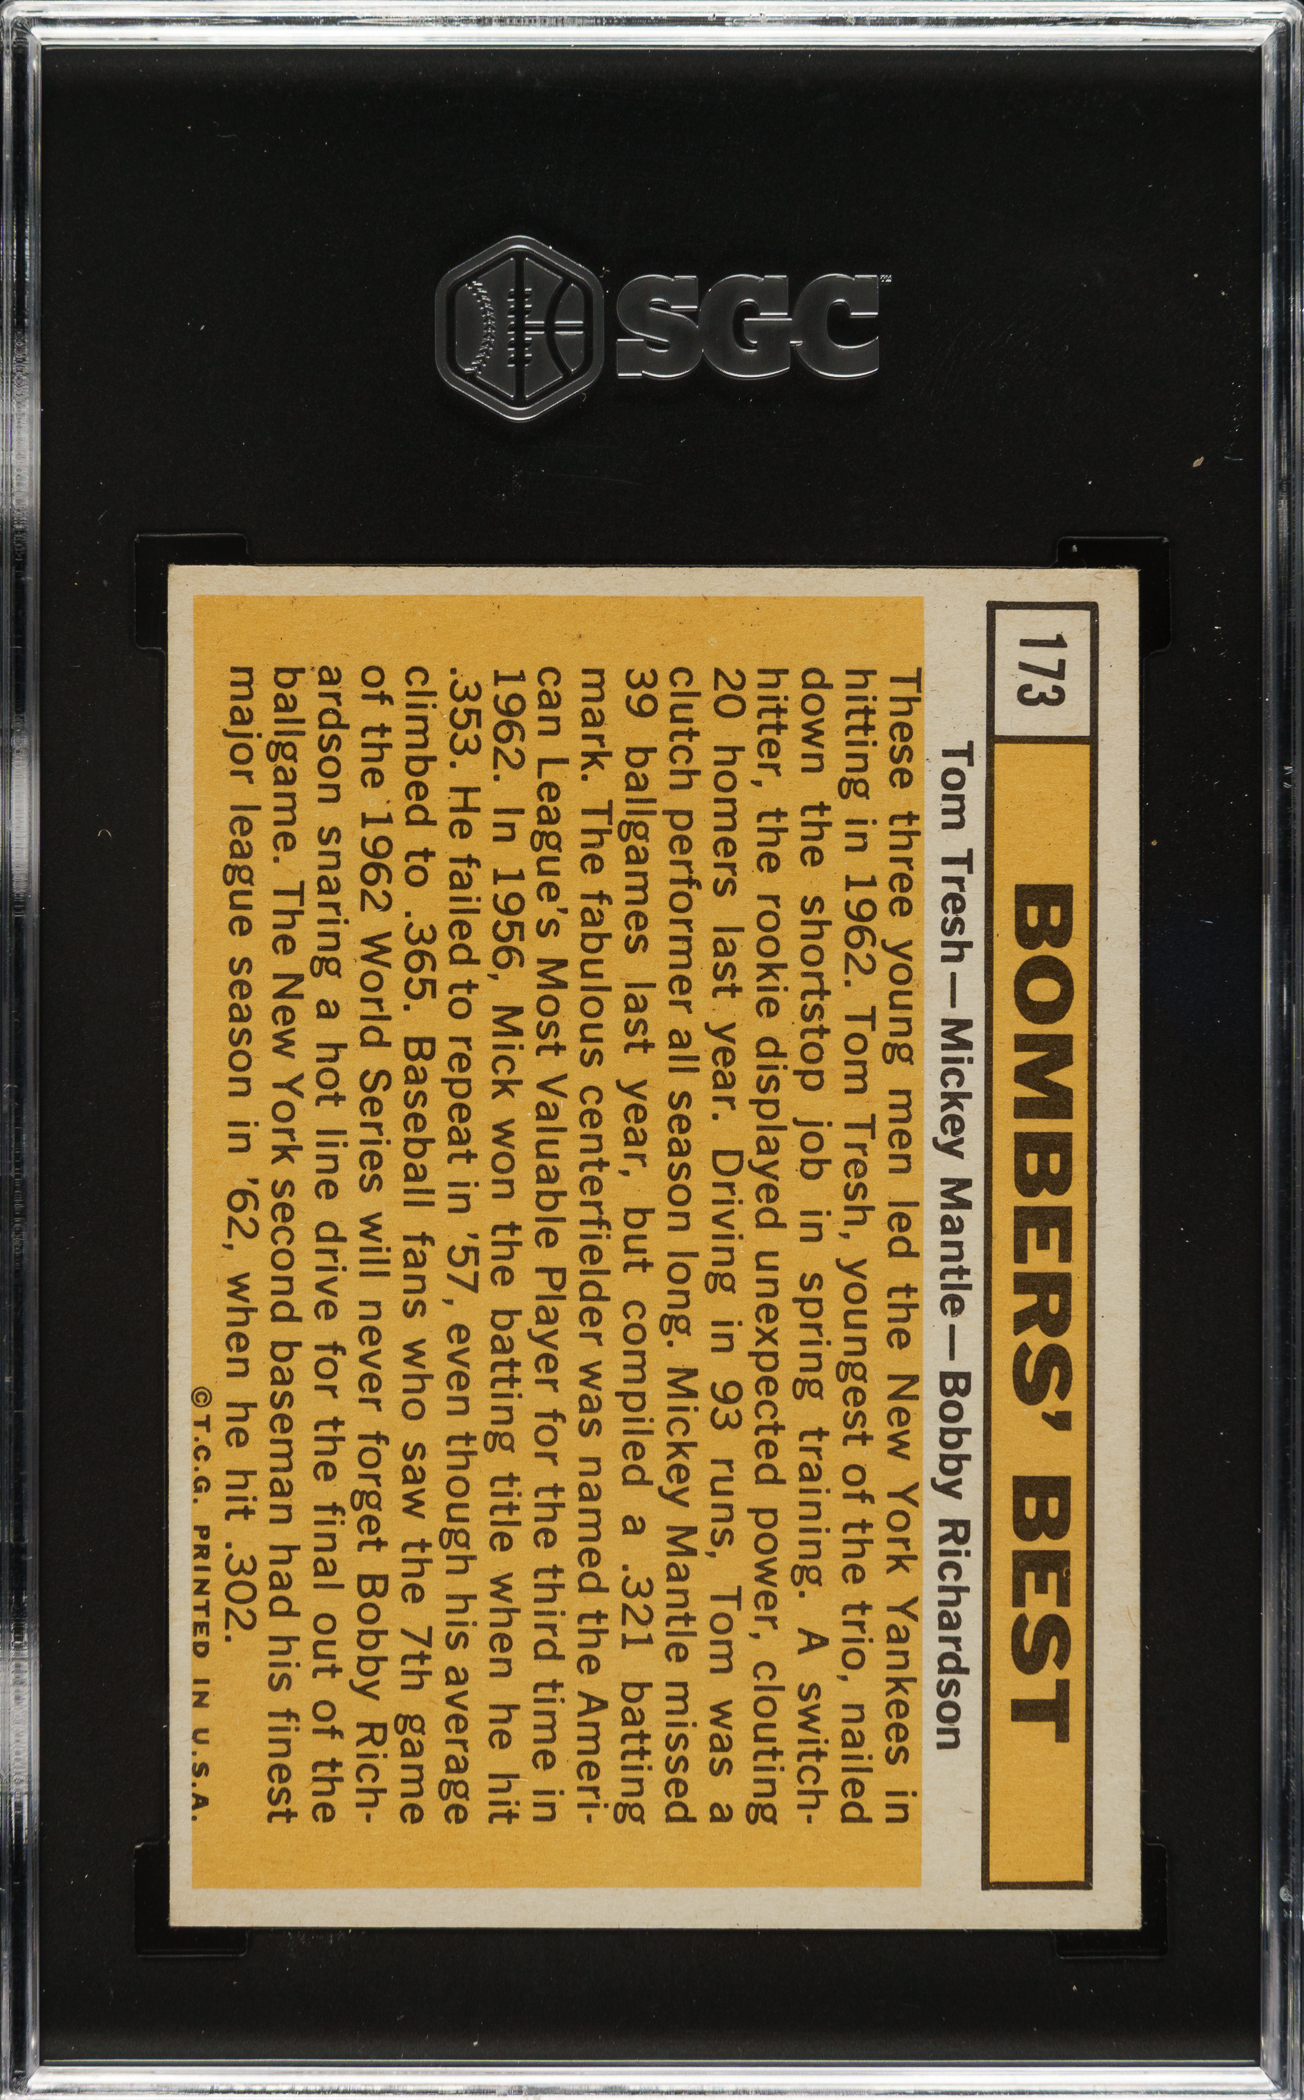 SGC™
173
BOMBERS' BEST
Tom Tresh—Mickey Mantle—Bobby Richardson
These three young men led the New York Yankees in
hitting in 1962. Tom Tresh, youngest of the trio, nailed
down the shortstop job in spring training. A switch-
hitter, the rookie displayed unexpected power, clouting
20 homers last year. Driving in 93 runs, Tom was a
clutch performer all season long. Mickey Mantle missed
39 ballgames last year, but compiled a .321 batting
mark. The fabulous centerfielder was named the Ameri-
can League's Most Valuable Player for the third time in
1962. In 1956, Mick won the batting title when he hit
.353. He failed to repeat in '57, even though his average
climbed to .365. Baseball fans who saw the 7th game
of the 1962 World Series will never forget Bobby Rich-
ardson snaring a hot line drive for the final out of the
ballgame. The New York second baseman had his finest
major league season in '62, when he hit .302.
©T.C.G. PRINTED IN U.S.A.